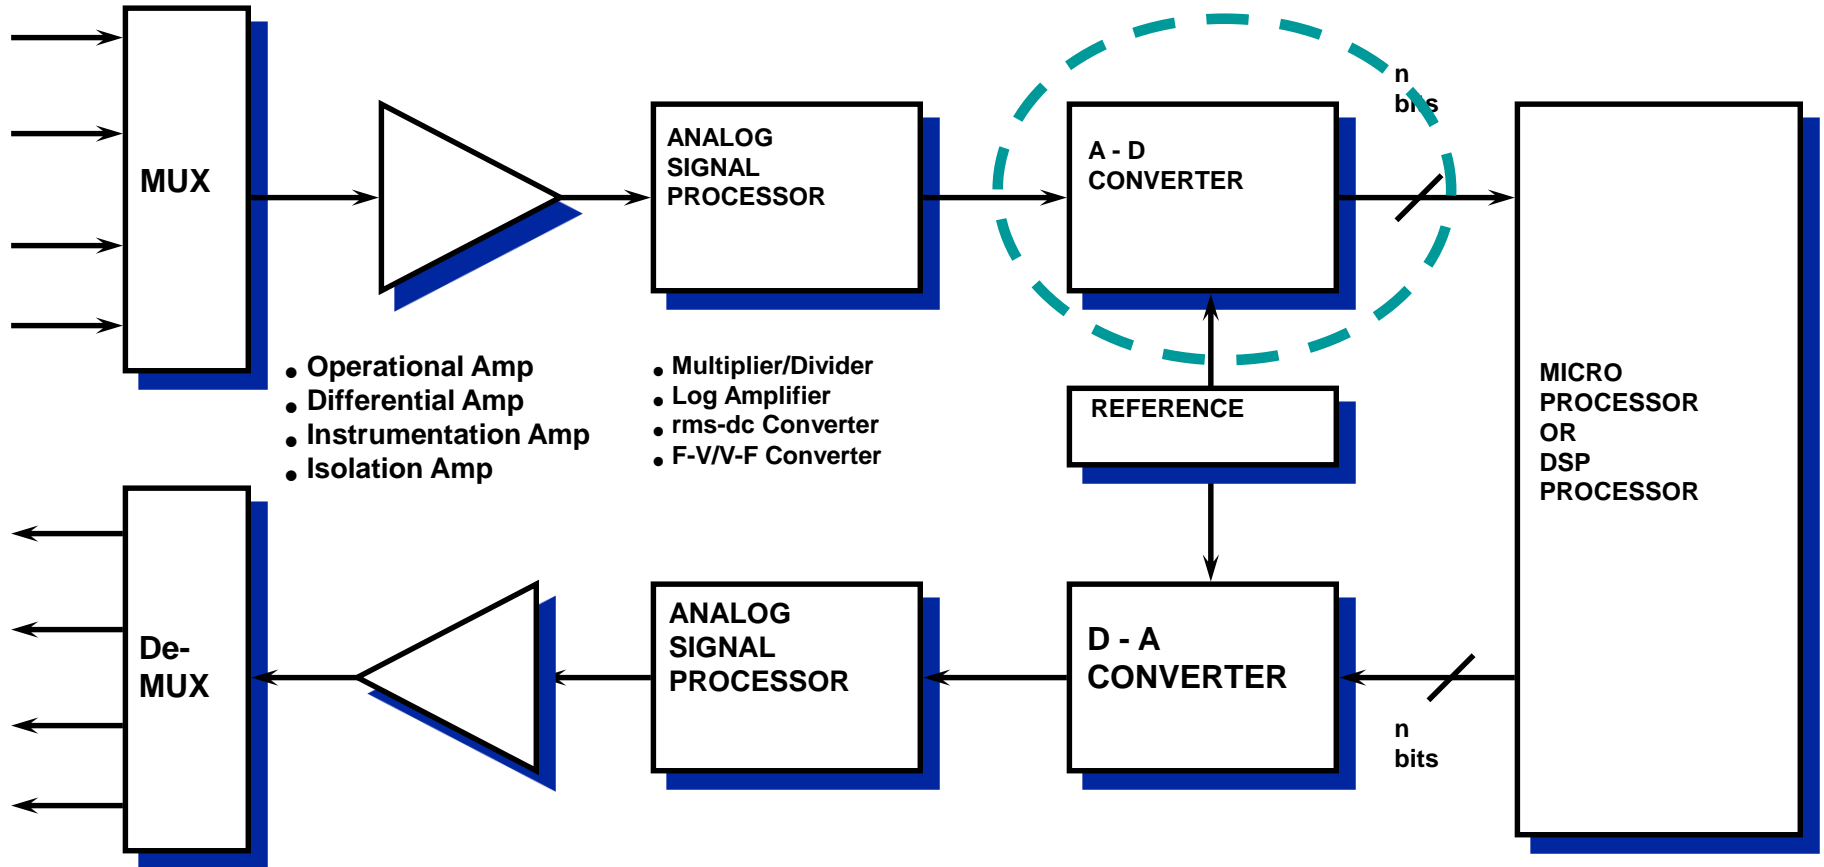 n
bits
MUX
ANALOG
SIGNAL
PROCESSOR
A - D
CONVERTER
• Operational Amp
• Differential Amp
• Instrumentation Amp
• Isolation Amp
• Multiplier/Divider
• Log Amplifier
• rms-dc Converter
• F-V/V-F Converter
REFERENCE
MICRO
PROCESSOR
OR
DSP
PROCESSOR
De-
MUX
ANALOG
SIGNAL
PROCESSOR
D - A
CONVERTER
n
bits